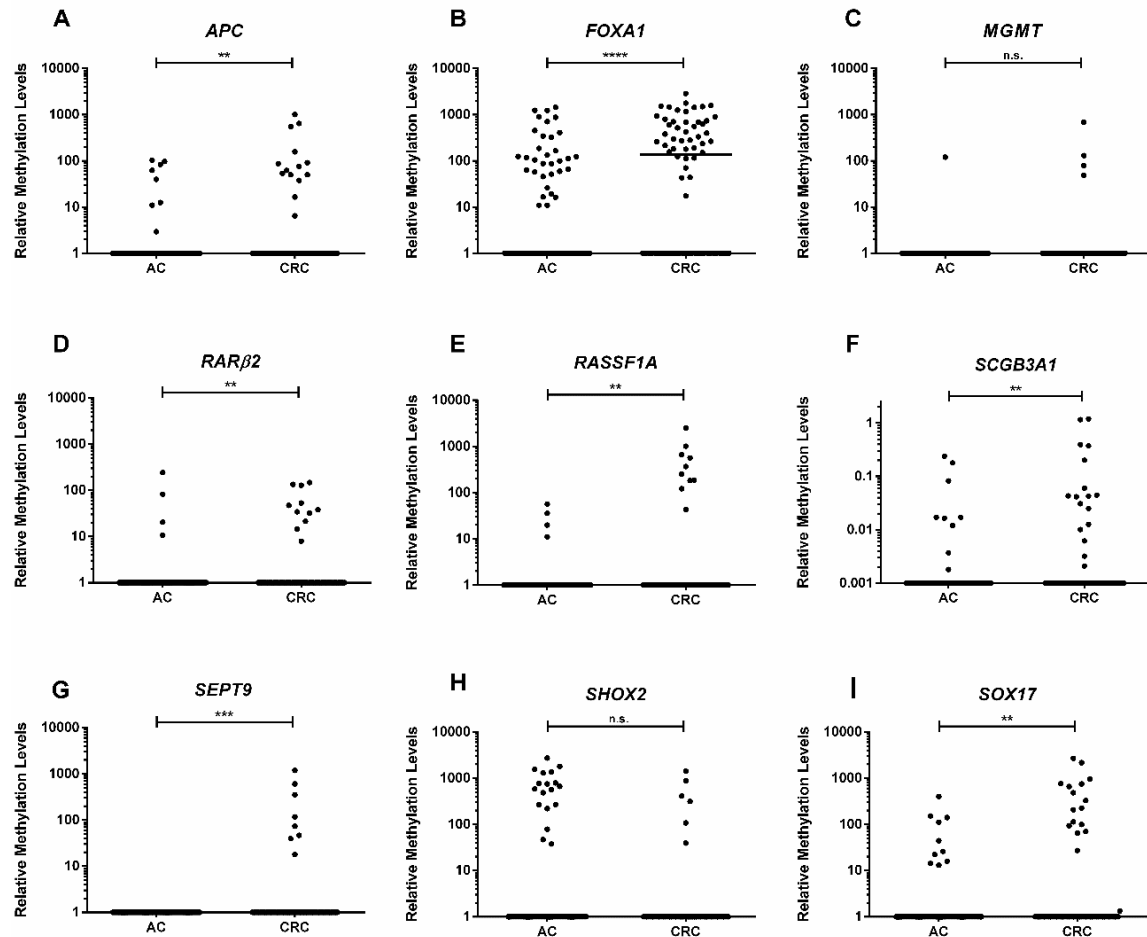 A
APC
**
Relative Methylation Levels
10000
1000
100
10
1
AC
CRC
B
FOXA1
****
Relative Methylation Levels
10000
1000
100
10
1
AC
CRC
C
MGMT
n.s.
Relative Methylation Levels
10000
1000
100
10
1
AC
CRC
D
RARβ2
**
Relative Methylation Levels
10000
1000
100
10
1
AC
CRC
E
RASSF1A
**
Relative Methylation Levels
10000
1000
100
10
1
AC
CRC
F
SCGB3A1
**
Relative Methylation Levels
1
0.1
0.01
0.001
AC
CRC
G
SEPT9
***
Relative Methylation Levels
10000
1000
100
10
1
AC
CRC
H
SHOX2
n.s.
Relative Methylation Levels
10000
1000
100
10
1
AC
CRC
I
SOX17
**
Relative Methylation Levels
10000
1000
100
10
1
AC
CRC